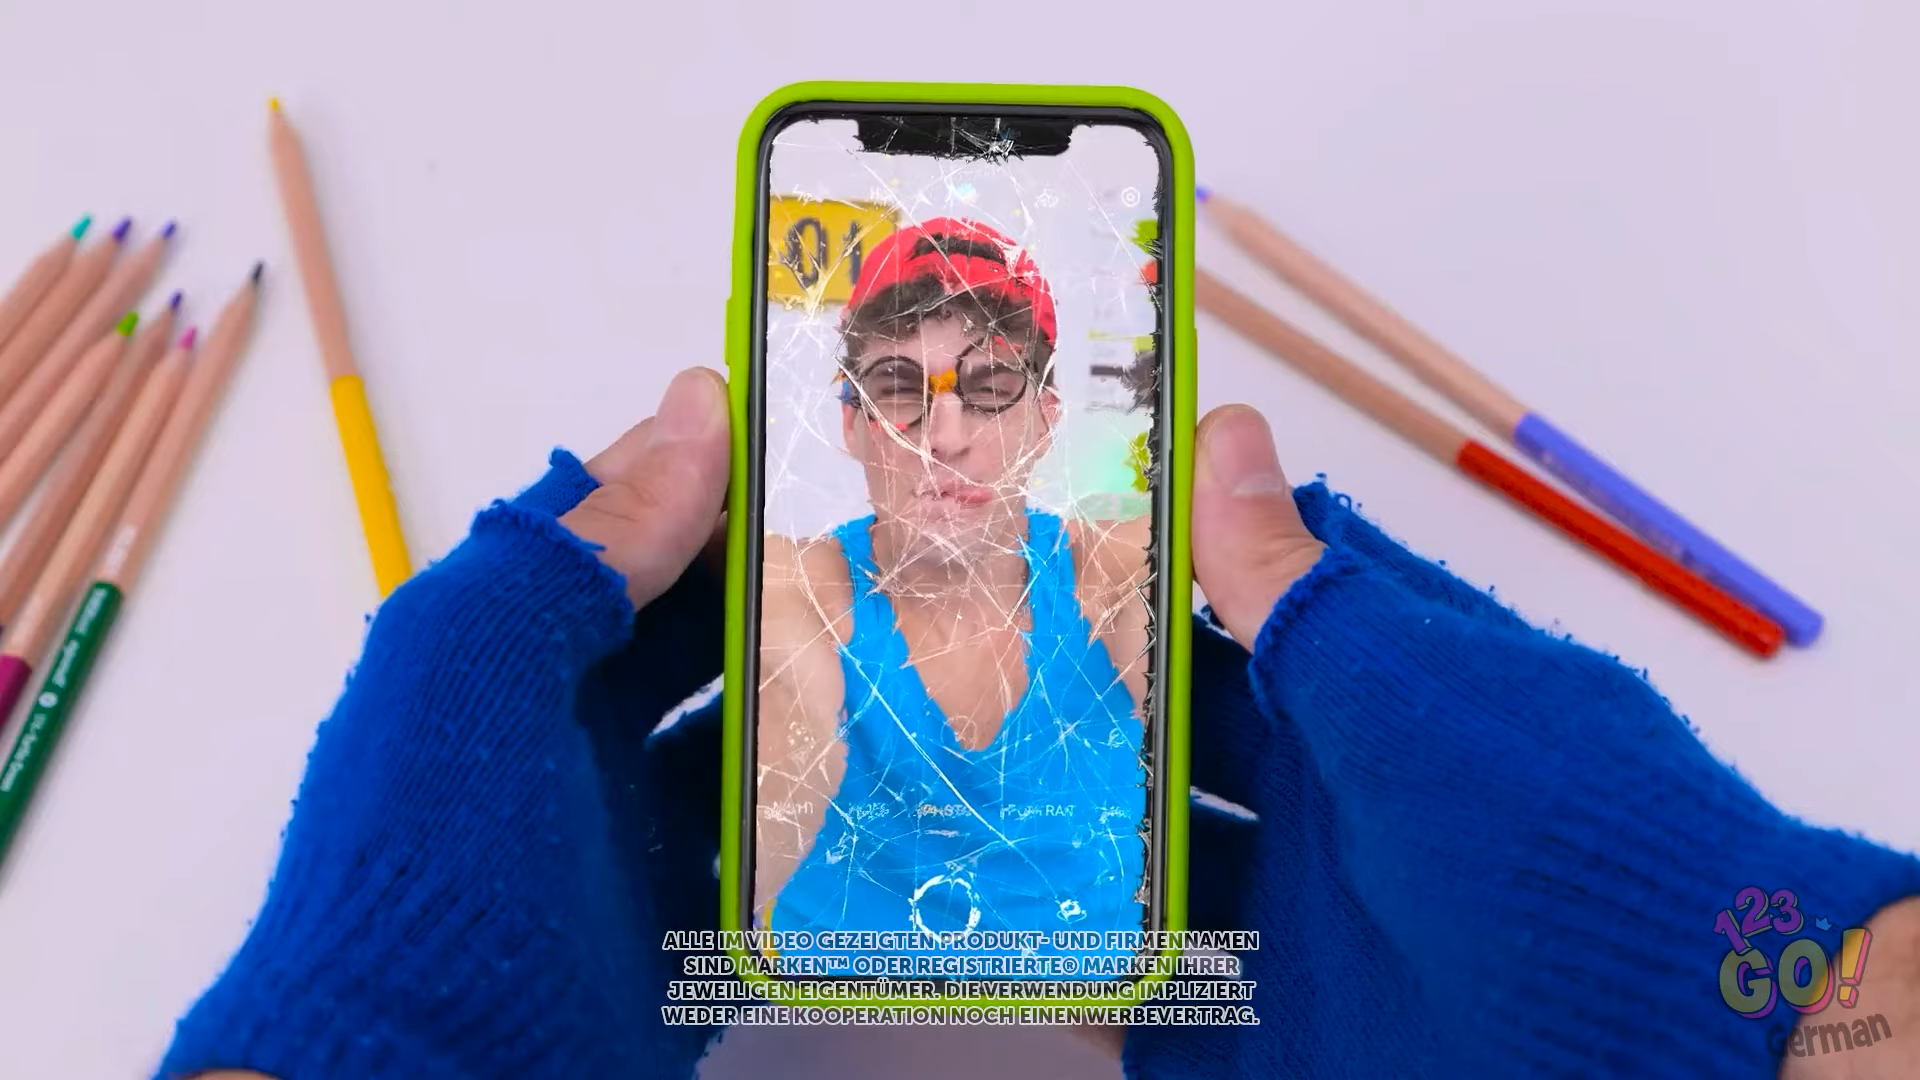 01
ALLE IM VIDEO GEZEIGTEN PRODUKT- UND FIRMENNAMEN
SIND MARKEN™ ODER REGISTRIERTE® MARKEN IHRER
JEWEILIGEN EIGENTÜMER. DIE VERWENDUNG IMPLIZIERT
WEDER EINE KOOPERATION NOCH EINEN WERBEVERTRAG.
123
GO!
German